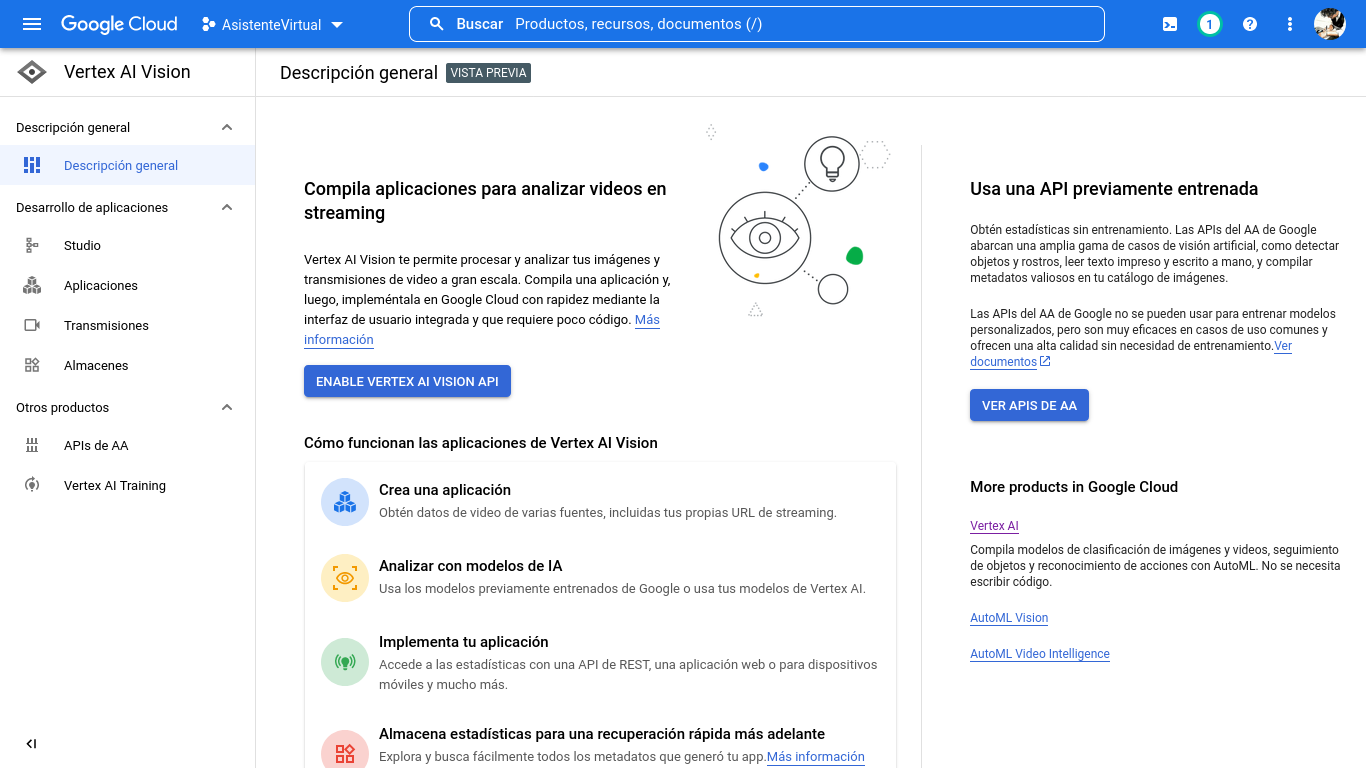 Google Cloud
AsistenteVirtual
Buscar Productos, recursos, documentos (/)
1
Vertex AI Vision
Descripción general
VISTA PREVIA
Descripción general
Descripción general
Desarrollo de aplicaciones
Studio
Aplicaciones
Transmisiones
Almacenes
Otros productos
APIs de AA
Vertex AI Training
Compila aplicaciones para analizar videos en
streaming
Vertex AI Vision te permite procesar y analizar tus imágenes y
transmisiones de video a gran escala. Compila una aplicación y,
luego, impleméntala en Google Cloud con rapidez mediante la
interfaz de usuario integrada y que requiere poco código. Más
información
ENABLE VERTEX AI VISION API
Cómo funcionan las aplicaciones de Vertex AI Vision
Crea una aplicación
Obtén datos de video de varias fuentes, incluidas tus propias URL de streaming.
Analizar con modelos de IA
Usa los modelos previamente entrenados de Google o usa tus modelos de Vertex AI.
Implementa tu aplicación
Accede a las estadísticas con una API de REST, una aplicación web o para dispositivos
móviles y mucho más.
Almacena estadísticas para una recuperación rápida más adelante
Explora y busca fácilmente todos los metadatos que generó tu app.Más información
Usa una API previamente entrenada
Obtén estadísticas sin entrenamiento. Las APIs del AA de Google
abarcan una amplia gama de casos de visión artificial, como detectar
objetos y rostros, leer texto impreso y escrito a mano, y compilar
metadatos valiosos en tu catálogo de imágenes.
Las APIs del AA de Google no se pueden usar para entrenar modelos
personalizados, pero son muy eficaces en casos de uso comunes y
ofrecen una alta calidad sin necesidad de entrenamiento.Ver
documentos
VER APIS DE AA
More products in Google Cloud
Vertex AI
Compila modelos de clasificación de imágenes y videos, seguimiento
de objetos y reconocimiento de acciones con AutoML. No se necesita
escribir código.
AutoML Vision
AutoML Video Intelligence